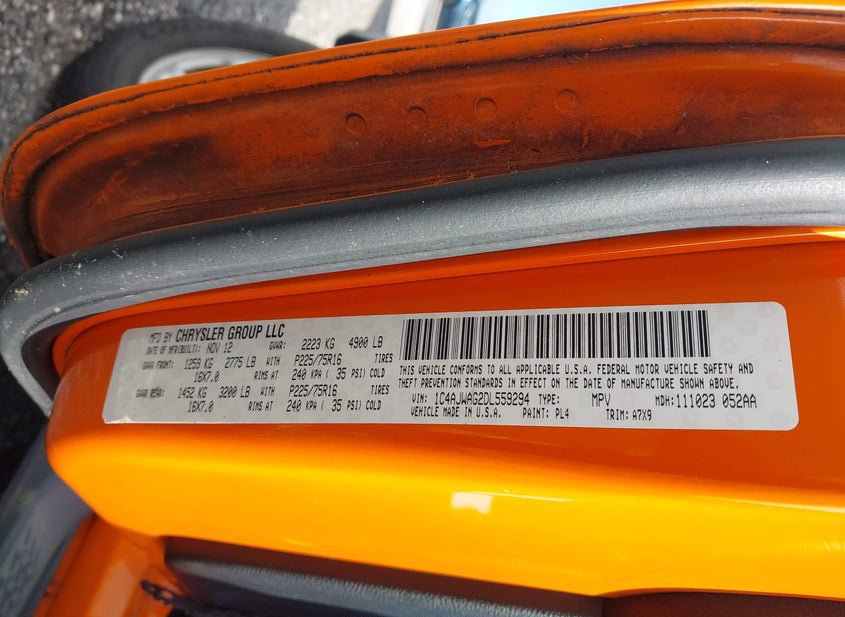 MFD BY CHRYSLER GROUP LLC
DATE OF MFR(BUILT): NOV 12 GVWR: 2223 KG 4900 LB
GAWR FRONT: 1259 KG 2775 LB WITH P225/75R16 TIRES
16X7.0 RIMS AT 240 KPA ( 35 PSI) COLD
GAWR REAR: 1452 KG 3200 LB WITH P225/75R16 TIRES
16X7.0 RIMS AT 240 KPA ( 35 PSI) COLD
THIS VEHICLE CONFORMS TO ALL APPLICABLE U.S.A. FEDERAL MOTOR VEHICLE SAFETY AND
THEFT PREVENTION STANDARDS IN EFFECT ON THE DATE OF MANUFACTURE SHOWN ABOVE.
VIN: 1C4AJWAG2DL559294 TYPE: MPV MDH: 111023 052AA
VEHICLE MADE IN U.S.A. PAINT: PL4 TRIM: A7X9